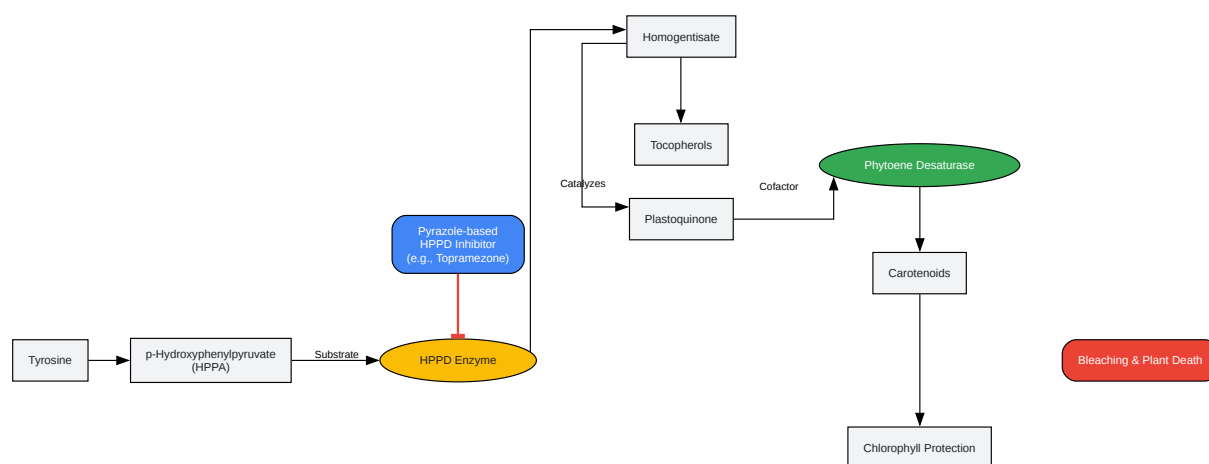 Homogentisate
Tocopherols
Phytoene Desaturase
Catalyzes
Cofactor
Plastoquinone
Pyrazole-based
HPPD Inhibitor
(e.g., Topramezone)
Carotenoids
Tyrosine
p-Hydroxyphenylpyruvate
(HPPA)
Substrate
HPPD Enzyme
Bleaching & Plant Death
Chlorophyll Protection